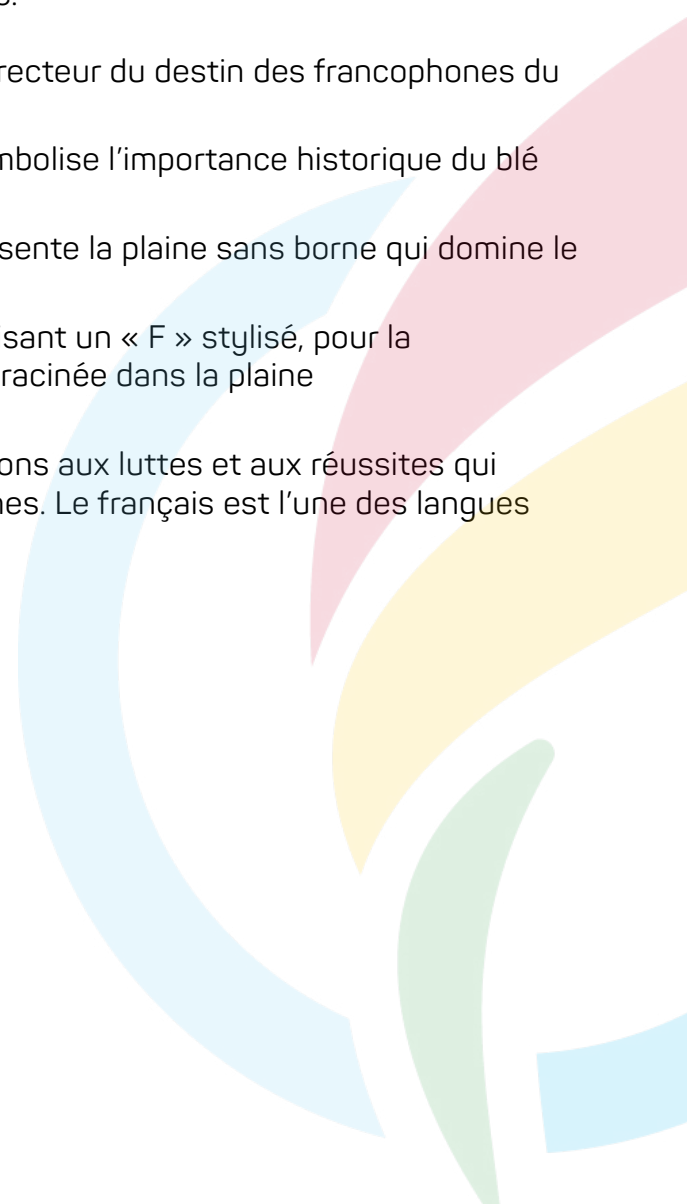 recteur du destin des francophones du
mbolise l'importance historique du blé
sente la plaine sans borne qui domine le
isant un « F » stylisé, pour la
racinée dans la plaine
ons aux luttes et aux réussites qui
nes. Le français est l'une des langues